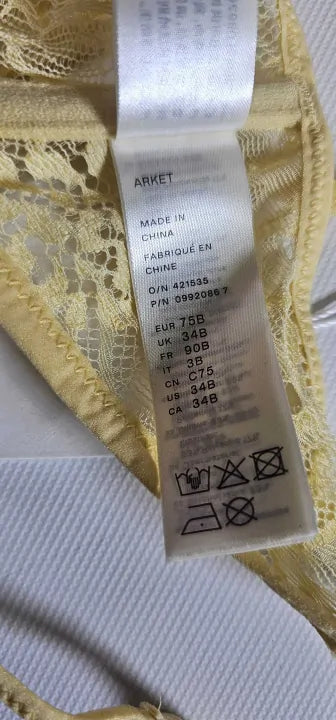 ARKET
MADE IN
CHINA
FABRIQUÉ EN
CHINE
O/N 421535
P/N 0992086 7
EUR 75B
UK 34B
FR 90B
IT 3B
CN C75
US 34B
CA 34B